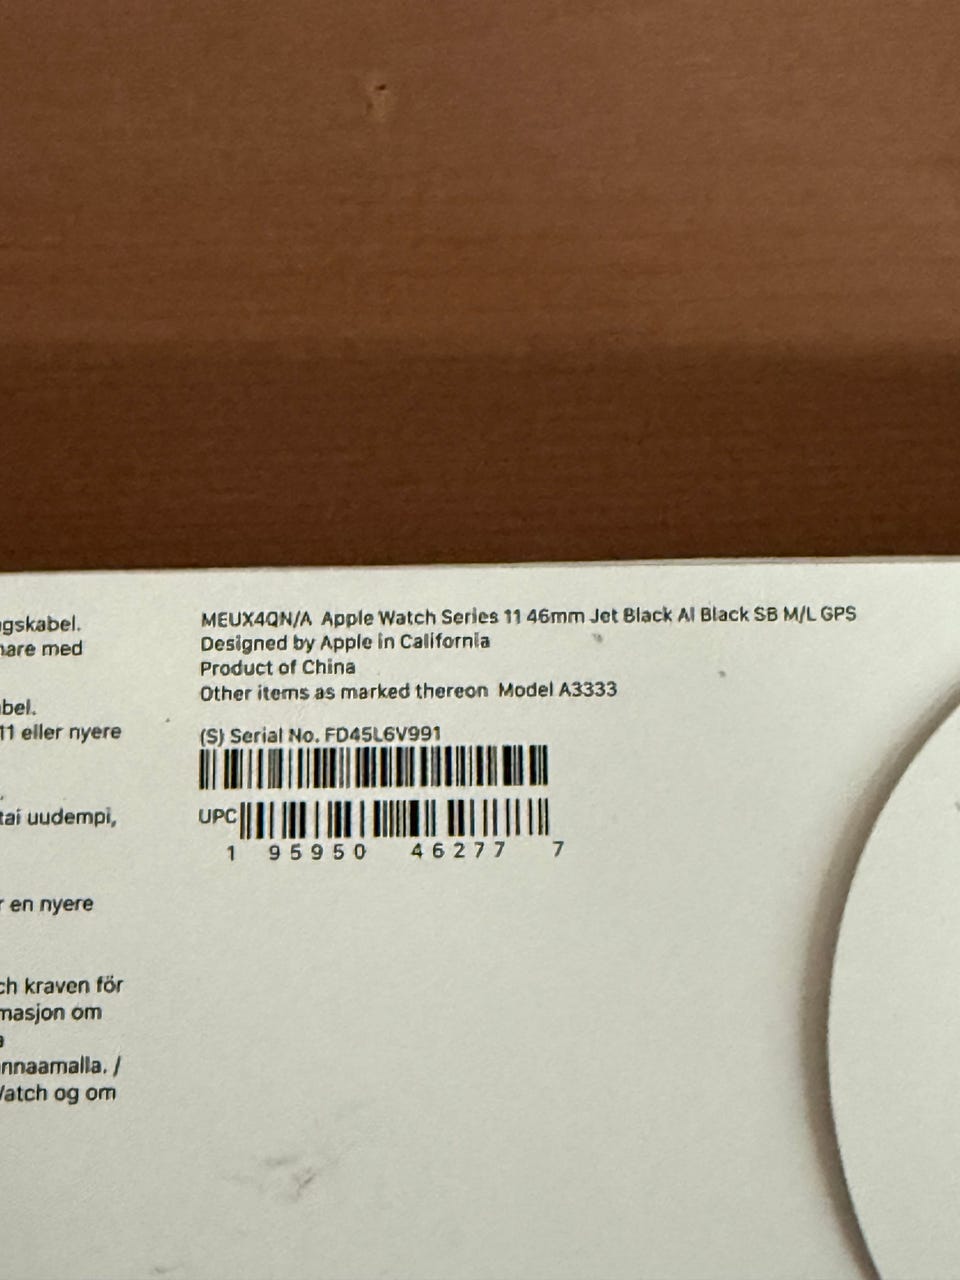 gskabel.
med
bel.
11 eller nyere
tai uudempi,
en nyere
ch kraven för
masjon om
nnaamalla. /
Watch og om
MEUX4QN/A Apple Watch Series 11 46mm Jet Black Al Black SB M/L GPS
Designed by Apple in California
Product of China
Other items as marked thereon Model A3333
(S) Serial No. FD45L6V991
UPC
1 95950 46277 7